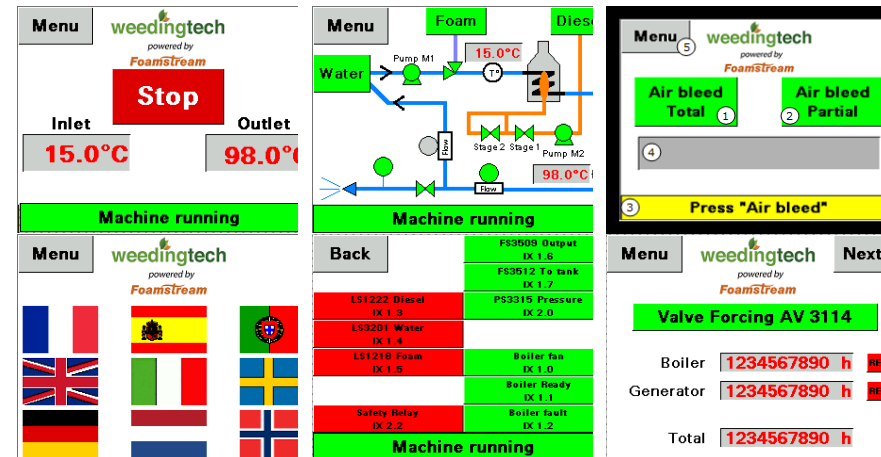 Menu
weedingtech
powered by
Foamstream
Stop
Inlet
Outlet
15.0°C
98.0°
Machine running
Menu
Foam
Dies
Water
Pump M1
15.0°C
T°
Flow
Stage 2
Stage 1
Pump M2
98.0°C
Flow
Machine running
Menu
5
weedingtech
powered by
Foamstream
Air bleed
Total
1
Air bleed
2
Partial
4
3
Press "Air bleed"
Menu
weedingtech
powered by
Foamstream
Back
FS3509 Output
IX 1.6
FS3512 To tank
IX 1.7
LS1222 Diesel
IX 1.3
PS3315 Pressure
IX 2.0
LS3201 Water
IX 1.4
LS1218 Foam
IX 1.5
Boiler fan
IX 1.0
Boiler Ready
IX 1.1
Safety Relay
IX 2.2
Boiler fault
IX 1.2
Machine running
Menu
weedingtech
Next
powered by
Foamstream
Valve Forcing AV 3114
Boiler 1234567890 h RE
Generator 1234567890 h RE
Total 1234567890 h